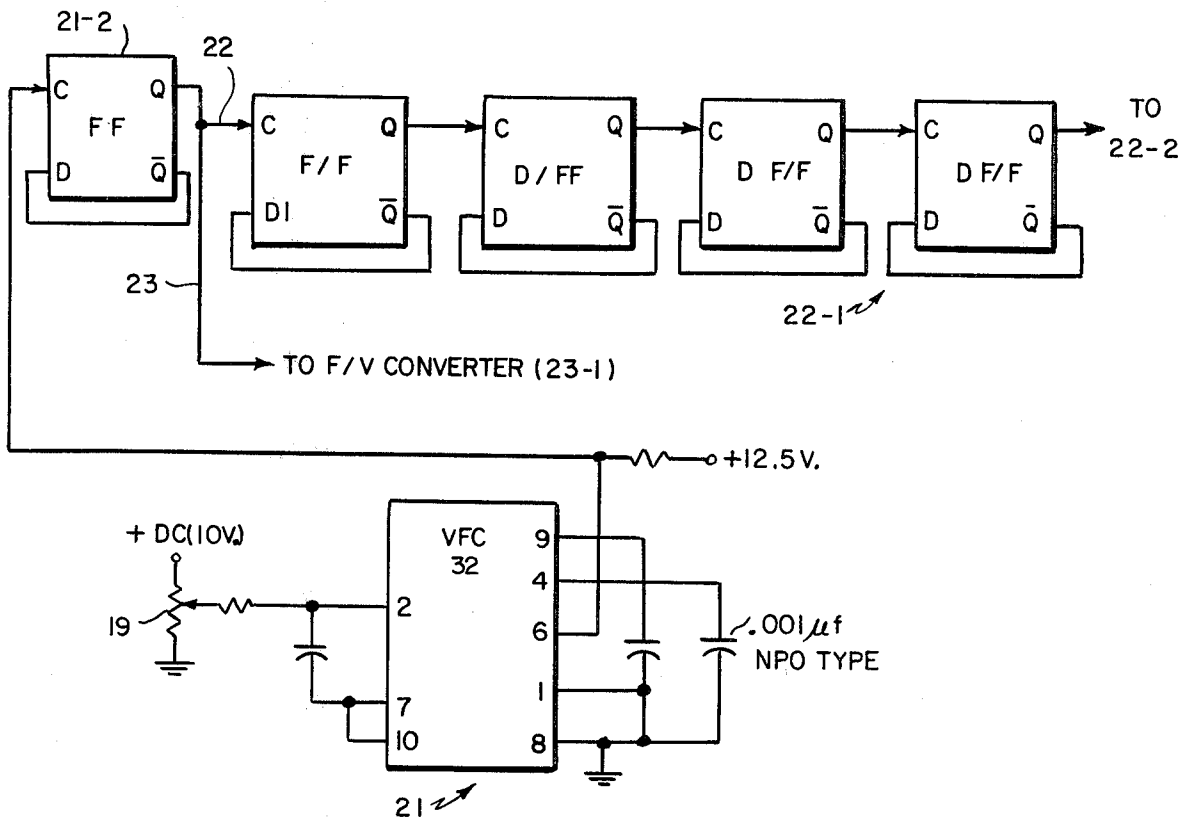 21-2
22
C Q
FF
D Q̅
C Q
F/F
D1 Q̅
C Q
D/FF
D Q̅
C Q
D F/F
D Q̅
C Q
D F/F
D Q̅
TO
22-2
23
22-1
TO F/V CONVERTER (23-1)
+12.5V.
+ DC(10V.)
19
VFC
32
2
7
10
9
4
6
1
8
.001µf
NPO TYPE
21